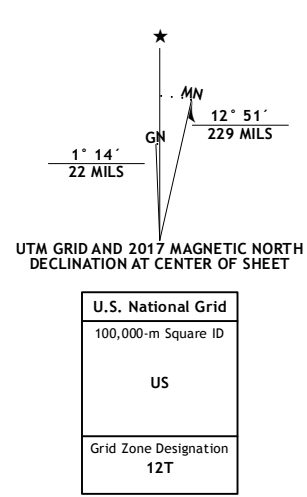 ★
MN
GN
12° 51´
229 MILS
1° 14´
22 MILS
UTM GRID AND 2017 MAGNETIC NORTH
DECLINATION AT CENTER OF SHEET
U.S. National Grid
100,000-m Square ID
US
Grid Zone Designation
12T